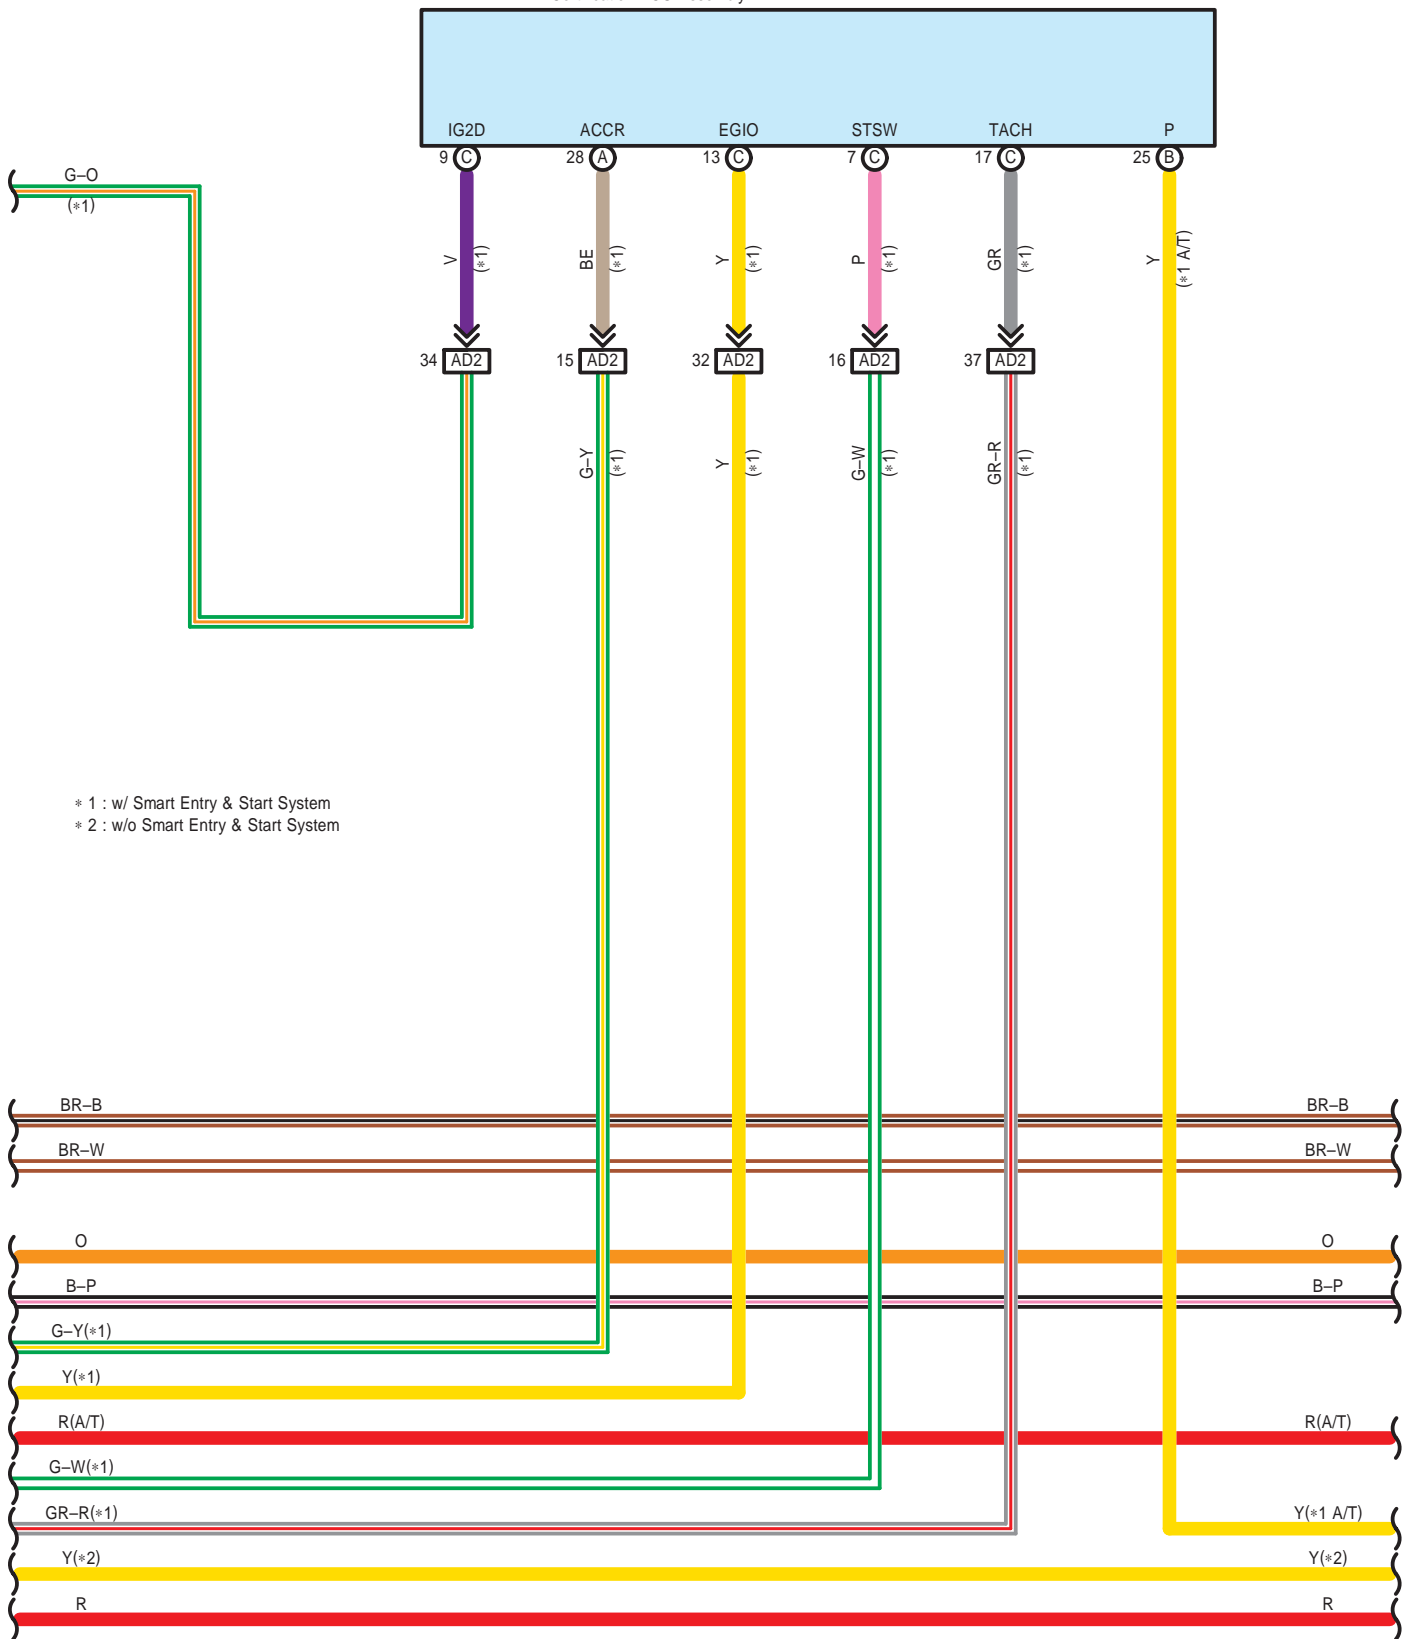 IG2D ACCR EGIO STSW TACH P
9 C 28 A 13 C 7 C 17 C 25 B
G–O
(*1)
V (*1) BE (*1) Y (*1) P (*1) GR (*1) Y (*1 A/T)
34 AD2 15 AD2 32 AD2 16 AD2 37 AD2
G–Y (*1) Y (*1) G–W (*1) GR–R (*1)
* 1 : w/ Smart Entry & Start System
* 2 : w/o Smart Entry & Start System
BR–B BR–B
BR–W BR–W
O O
B–P B–P
G–Y(*1)
Y(*1)
R(A/T) R(A/T)
G–W(*1)
GR–R(*1) Y(*1 A/T)
Y(*2) Y(*2)
R R